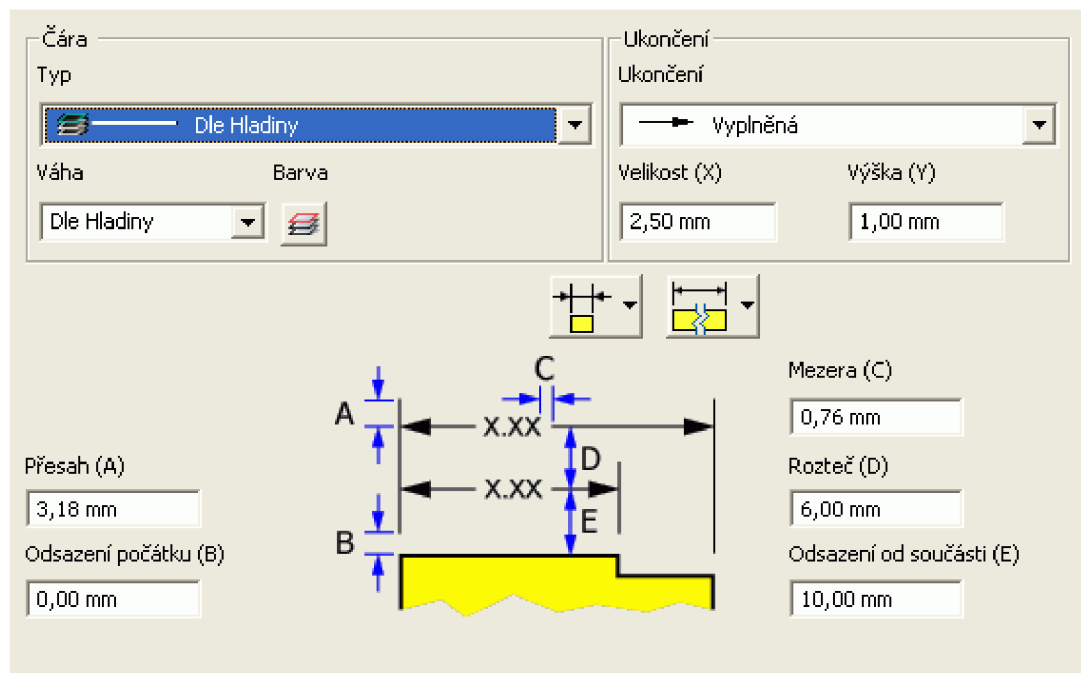 Čára
Typ
Dle Hladiny
Váha Barva
Dle Hladiny
Ukončení
Ukončení
Vyplněná
Velikost (X) Výška (Y)
2,50 mm 1,00 mm
C
A
X.XX
D
X.XX
E
B
Přesah (A)
3,18 mm
Odsazení počátku (B)
0,00 mm
Mezera (C)
0,76 mm
Rozteč (D)
6,00 mm
Odsazení od součásti (E)
10,00 mm